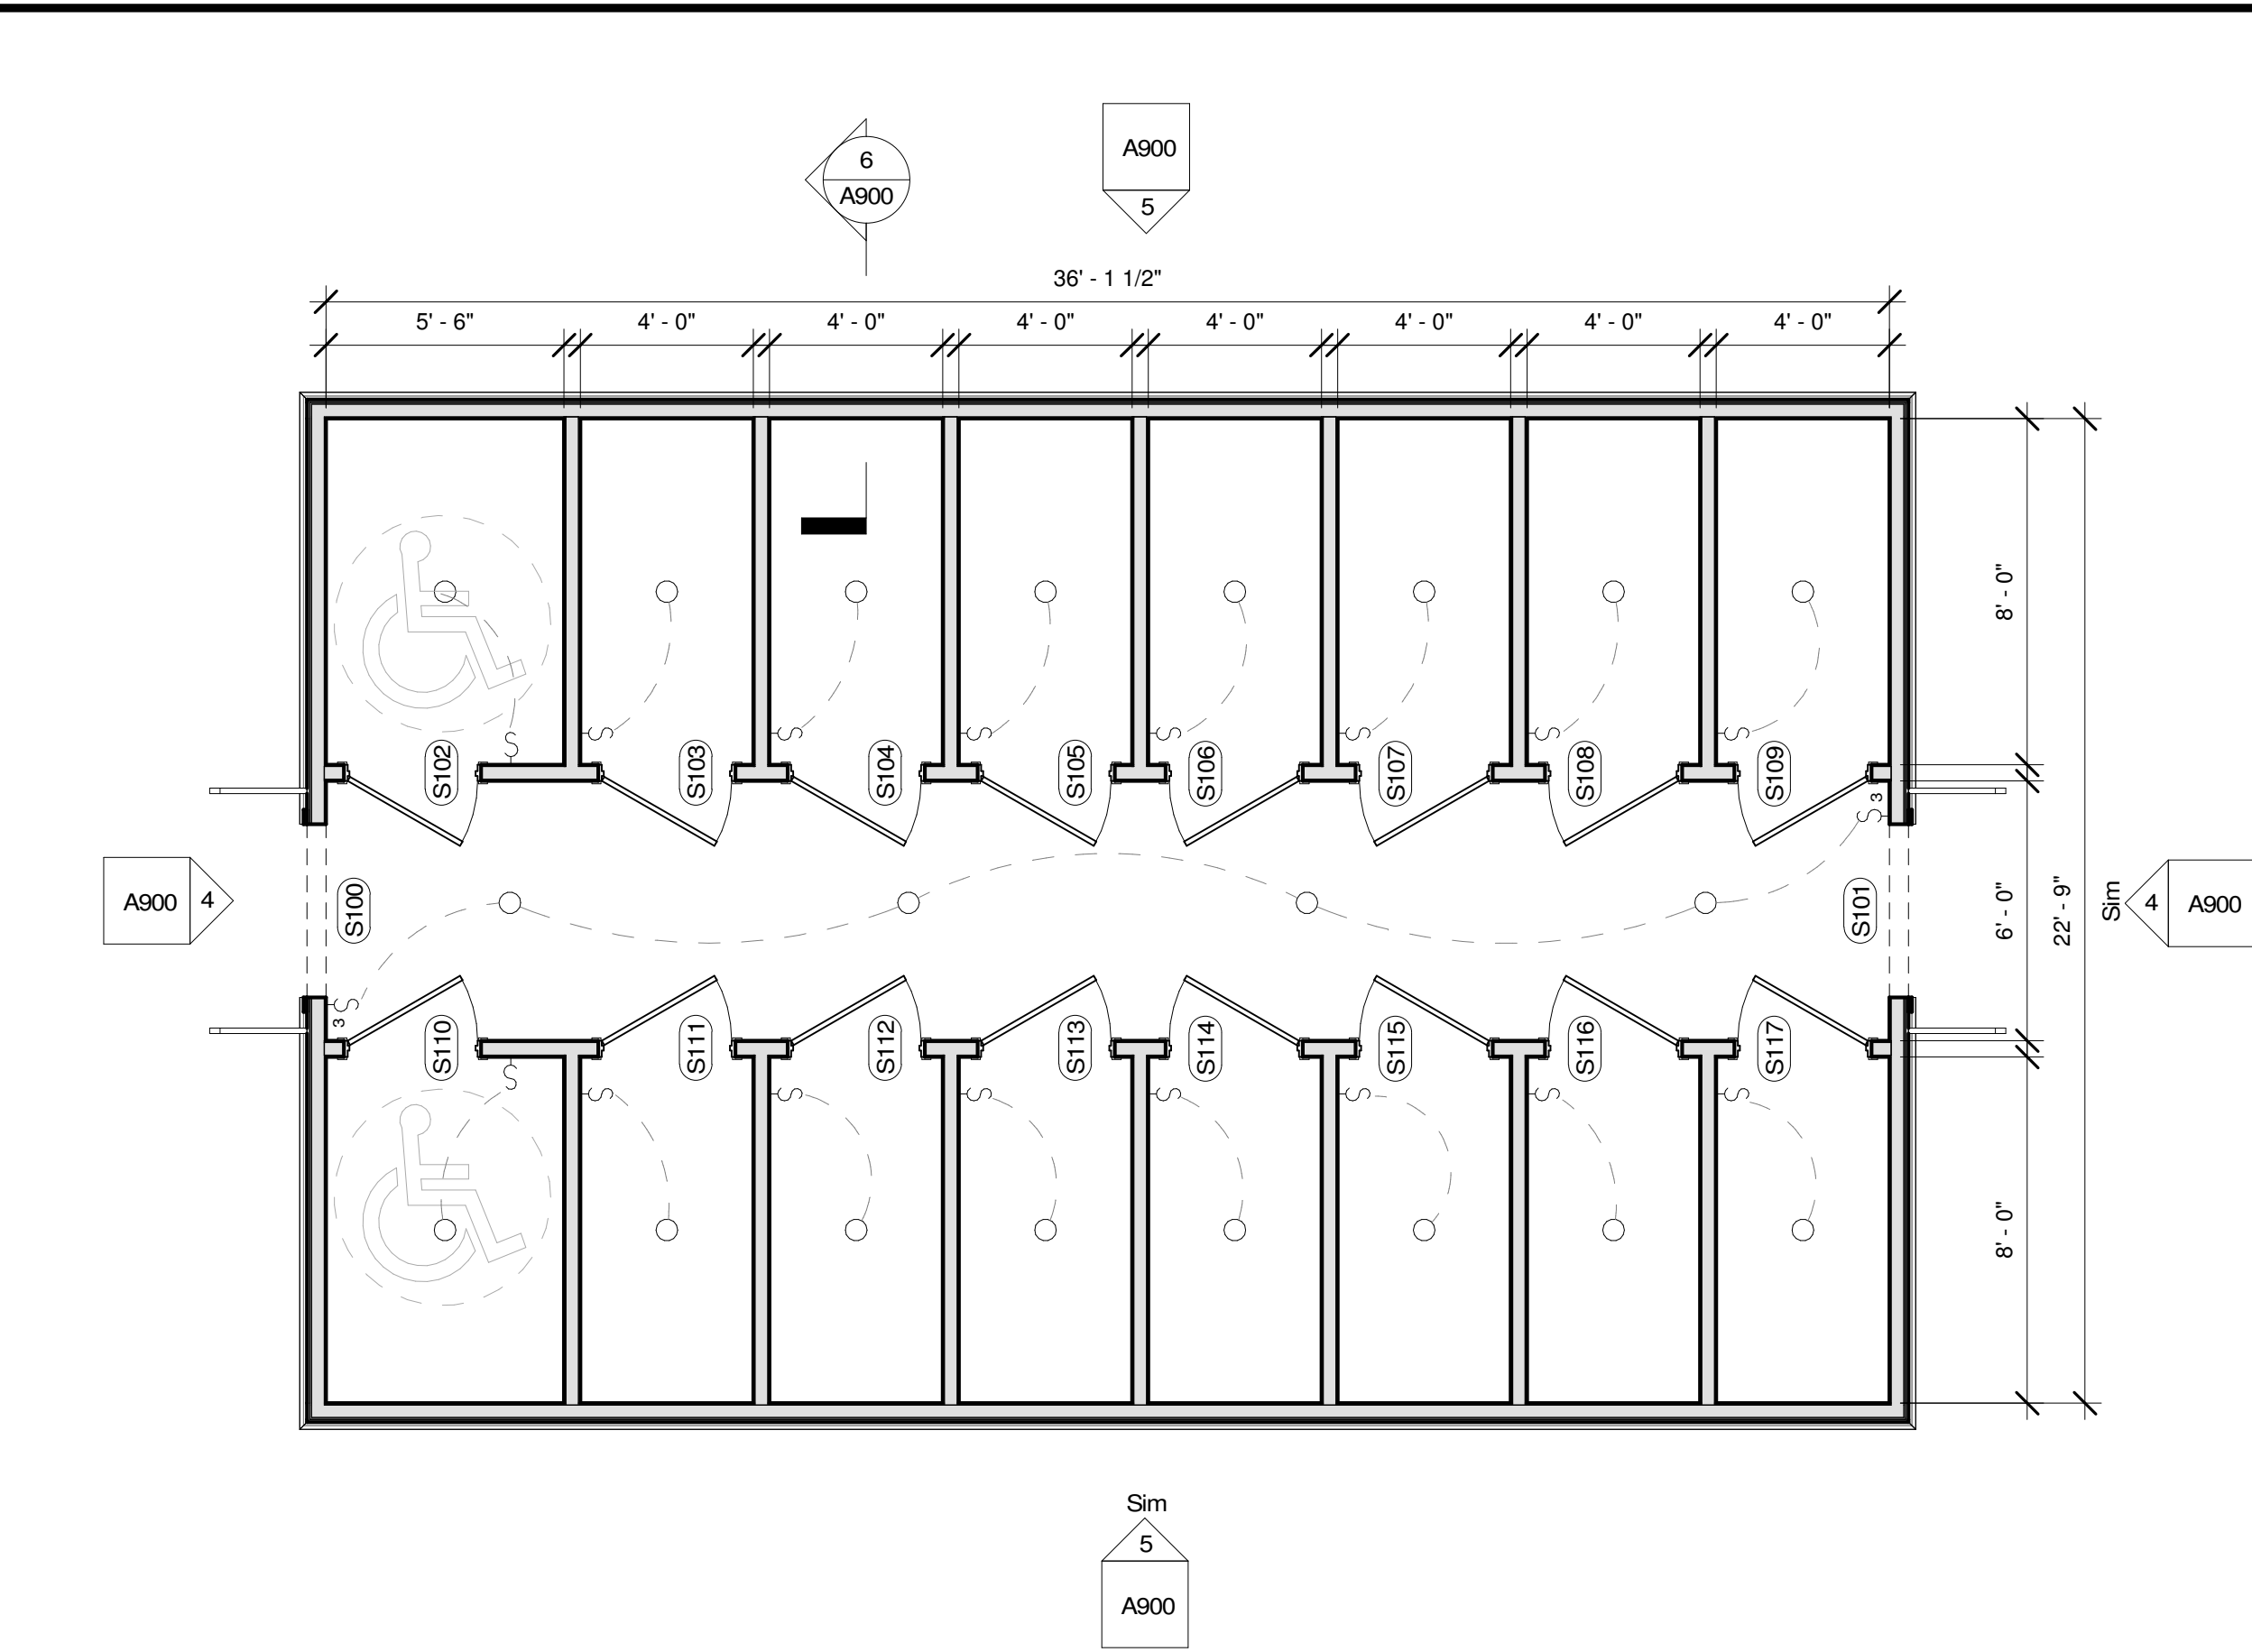 A900
5
6
A900
36' - 1 1/2"
5' - 6"
4' - 0"
4' - 0"
4' - 0"
4' - 0"
4' - 0"
4' - 0"
4' - 0"
8' - 0"
S102
S103
S104
S105
S106
S107
S108
S109
S
S
S
S
S
S
S
S
3
S
A900
4
S100
S101
6' - 0"
22' - 9"
Sim
4
A900
S
3
S110
S111
S112
S113
S114
S115
S116
S117
S
S
S
S
S
S
S
S
8' - 0"
Sim
5
A900